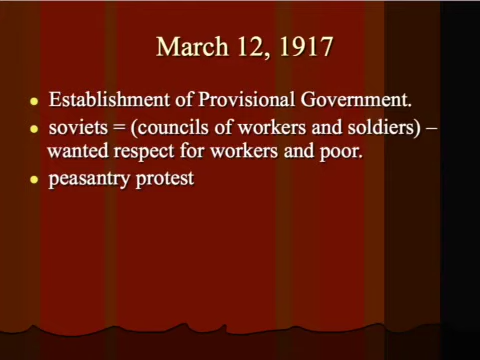 March 12, 1917
• Establishment of Provisional Government.
• soviets = (councils of workers and soldiers) –
wanted respect for workers and poor.
• peasantry protest